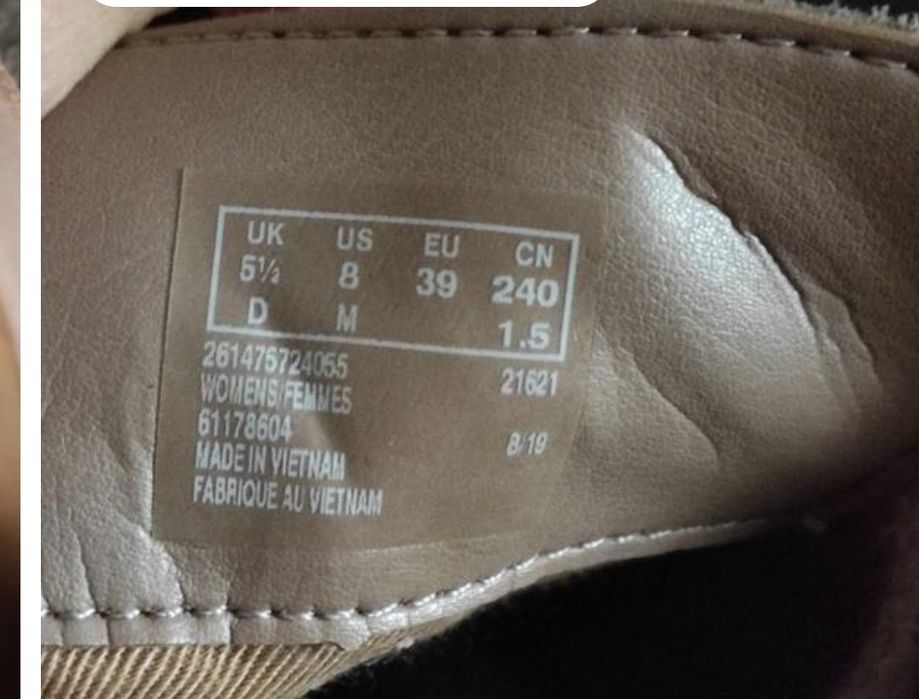 UK US EU CN
5½ 8 39 240
D M 1.5
261475724055 21621
WOMENS/FEMMES
61178604 8/19
MADE IN VIETNAM
FABRIQUE AU VIETNAM